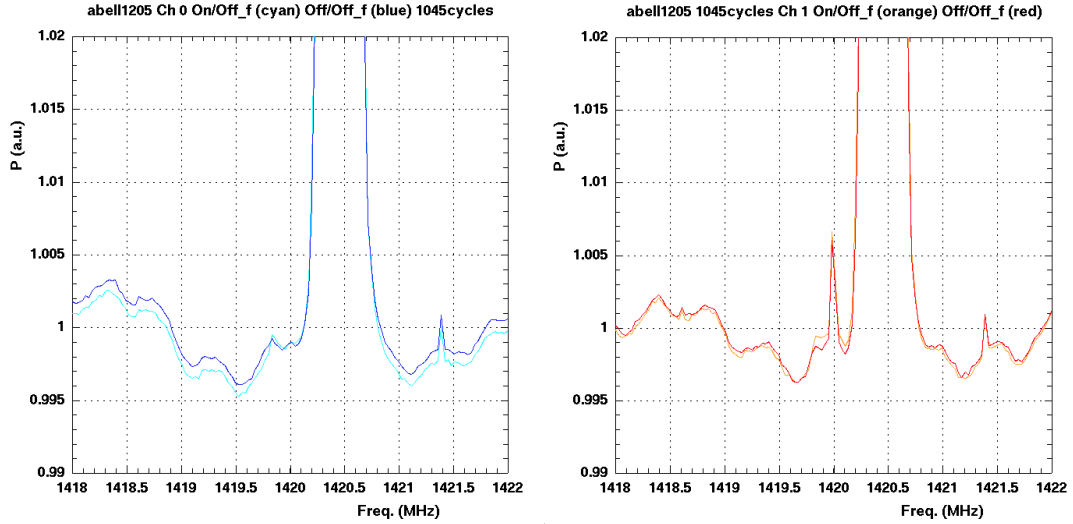 abell1205 Ch 0 On/Off_f (cyan) Off/Off_f (blue) 1045cycles
P (a.u.)
1.02
1.015
1.01
1.005
1
0.995
0.99
1418 1418.5 1419 1419.5 1420 1420.5 1421 1421.5 1422
Freq. (MHz)
abell1205 1045cycles Ch 1 On/Off_f (orange) Off/Off_f (red)
P (a.u.)
1.02
1.015
1.01
1.005
1
0.995
0.99
1418 1418.5 1419 1419.5 1420 1420.5 1421 1421.5 1422
Freq. (MHz)